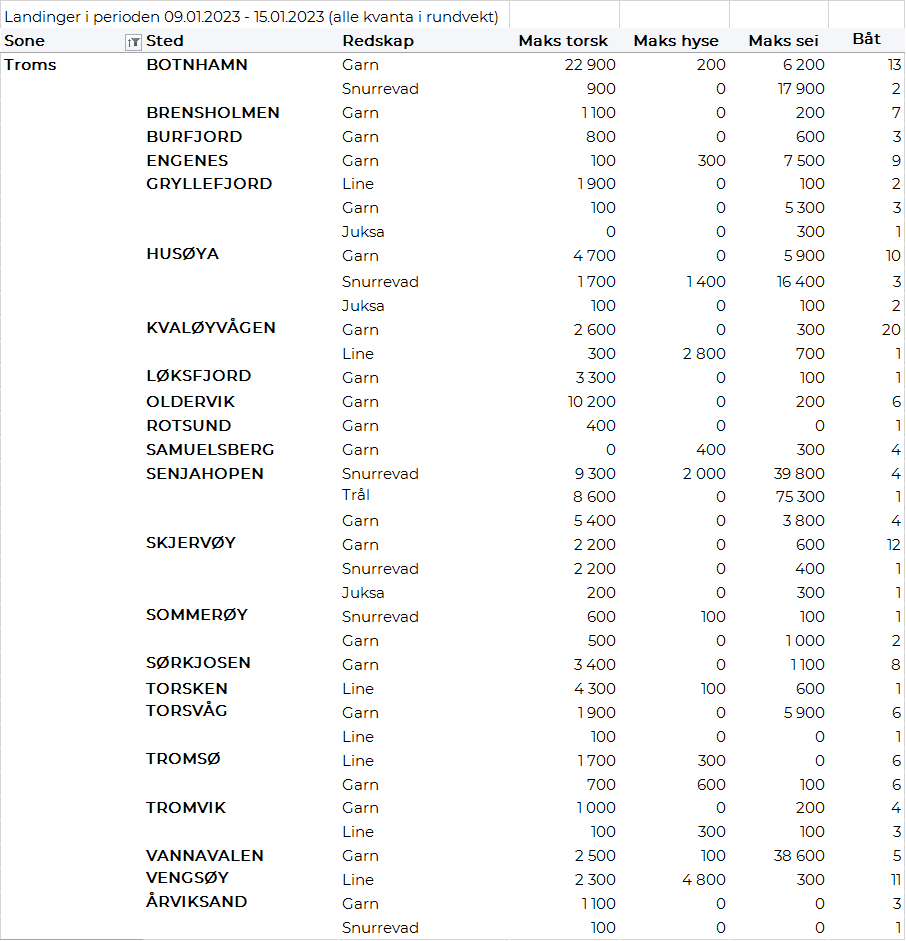 Landinger i perioden 09.01.2023 - 15.01.2023 (alle kvanta i rundvekt)
Sone Sted Redskap Maks torsk Maks hyse Maks sei Båt
Troms BOTNHAMN Garn 22 900 200 6 200 13
Snurrevad 900 0 17 900 2
BRENSHOLMEN Garn 1 100 0 200 7
BURFJORD Garn 800 0 600 3
ENGENES Garn 100 300 7 500 9
GRYLLEFJORD Line 1 900 0 100 2
Garn 100 0 5 300 3
Juksa 0 0 300 1
HUSØYA Garn 4 700 0 5 900 10
Snurrevad 1 700 1 400 16 400 3
Juksa 100 0 100 2
KVALØYVÅGEN Garn 2 600 0 300 20
Line 300 2 800 700 1
LØKSFJORD Garn 3 300 0 100 1
OLDERVIK Garn 10 200 0 200 6
ROTSUND Garn 400 0 0 1
SAMUELSBERG Garn 0 400 300 4
SENJAHOPEN Snurrevad 9 300 2 000 39 800 4
Trål 8 600 0 75 300 1
Garn 5 400 0 3 800 4
SKJERVØY Garn 2 200 0 600 12
Snurrevad 2 200 0 400 1
Juksa 200 0 300 1
SOMMERØY Snurrevad 600 100 100 1
Garn 500 0 1 000 2
SØRKJOSEN Garn 3 400 0 1 100 8
TORSKEN Line 4 300 100 600 1
TORSVÅG Garn 1 900 0 5 900 6
Line 100 0 0 1
TROMSØ Line 1 700 300 0 6
Garn 700 600 100 6
TROMVIK Garn 1 000 0 200 4
Line 100 300 100 3
VANNAVALEN Garn 2 500 100 38 600 5
VENGSØY Line 2 300 4 800 300 11
ÅRVIKSAND Garn 1 100 0 0 3
Snurrevad 100 0 0 1